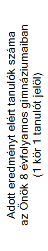 Adott eredményt elért tanulók száma
az Önök 8 évfolyamos gimnáziumaiban
(1 kör 1 tanulót jelöl)